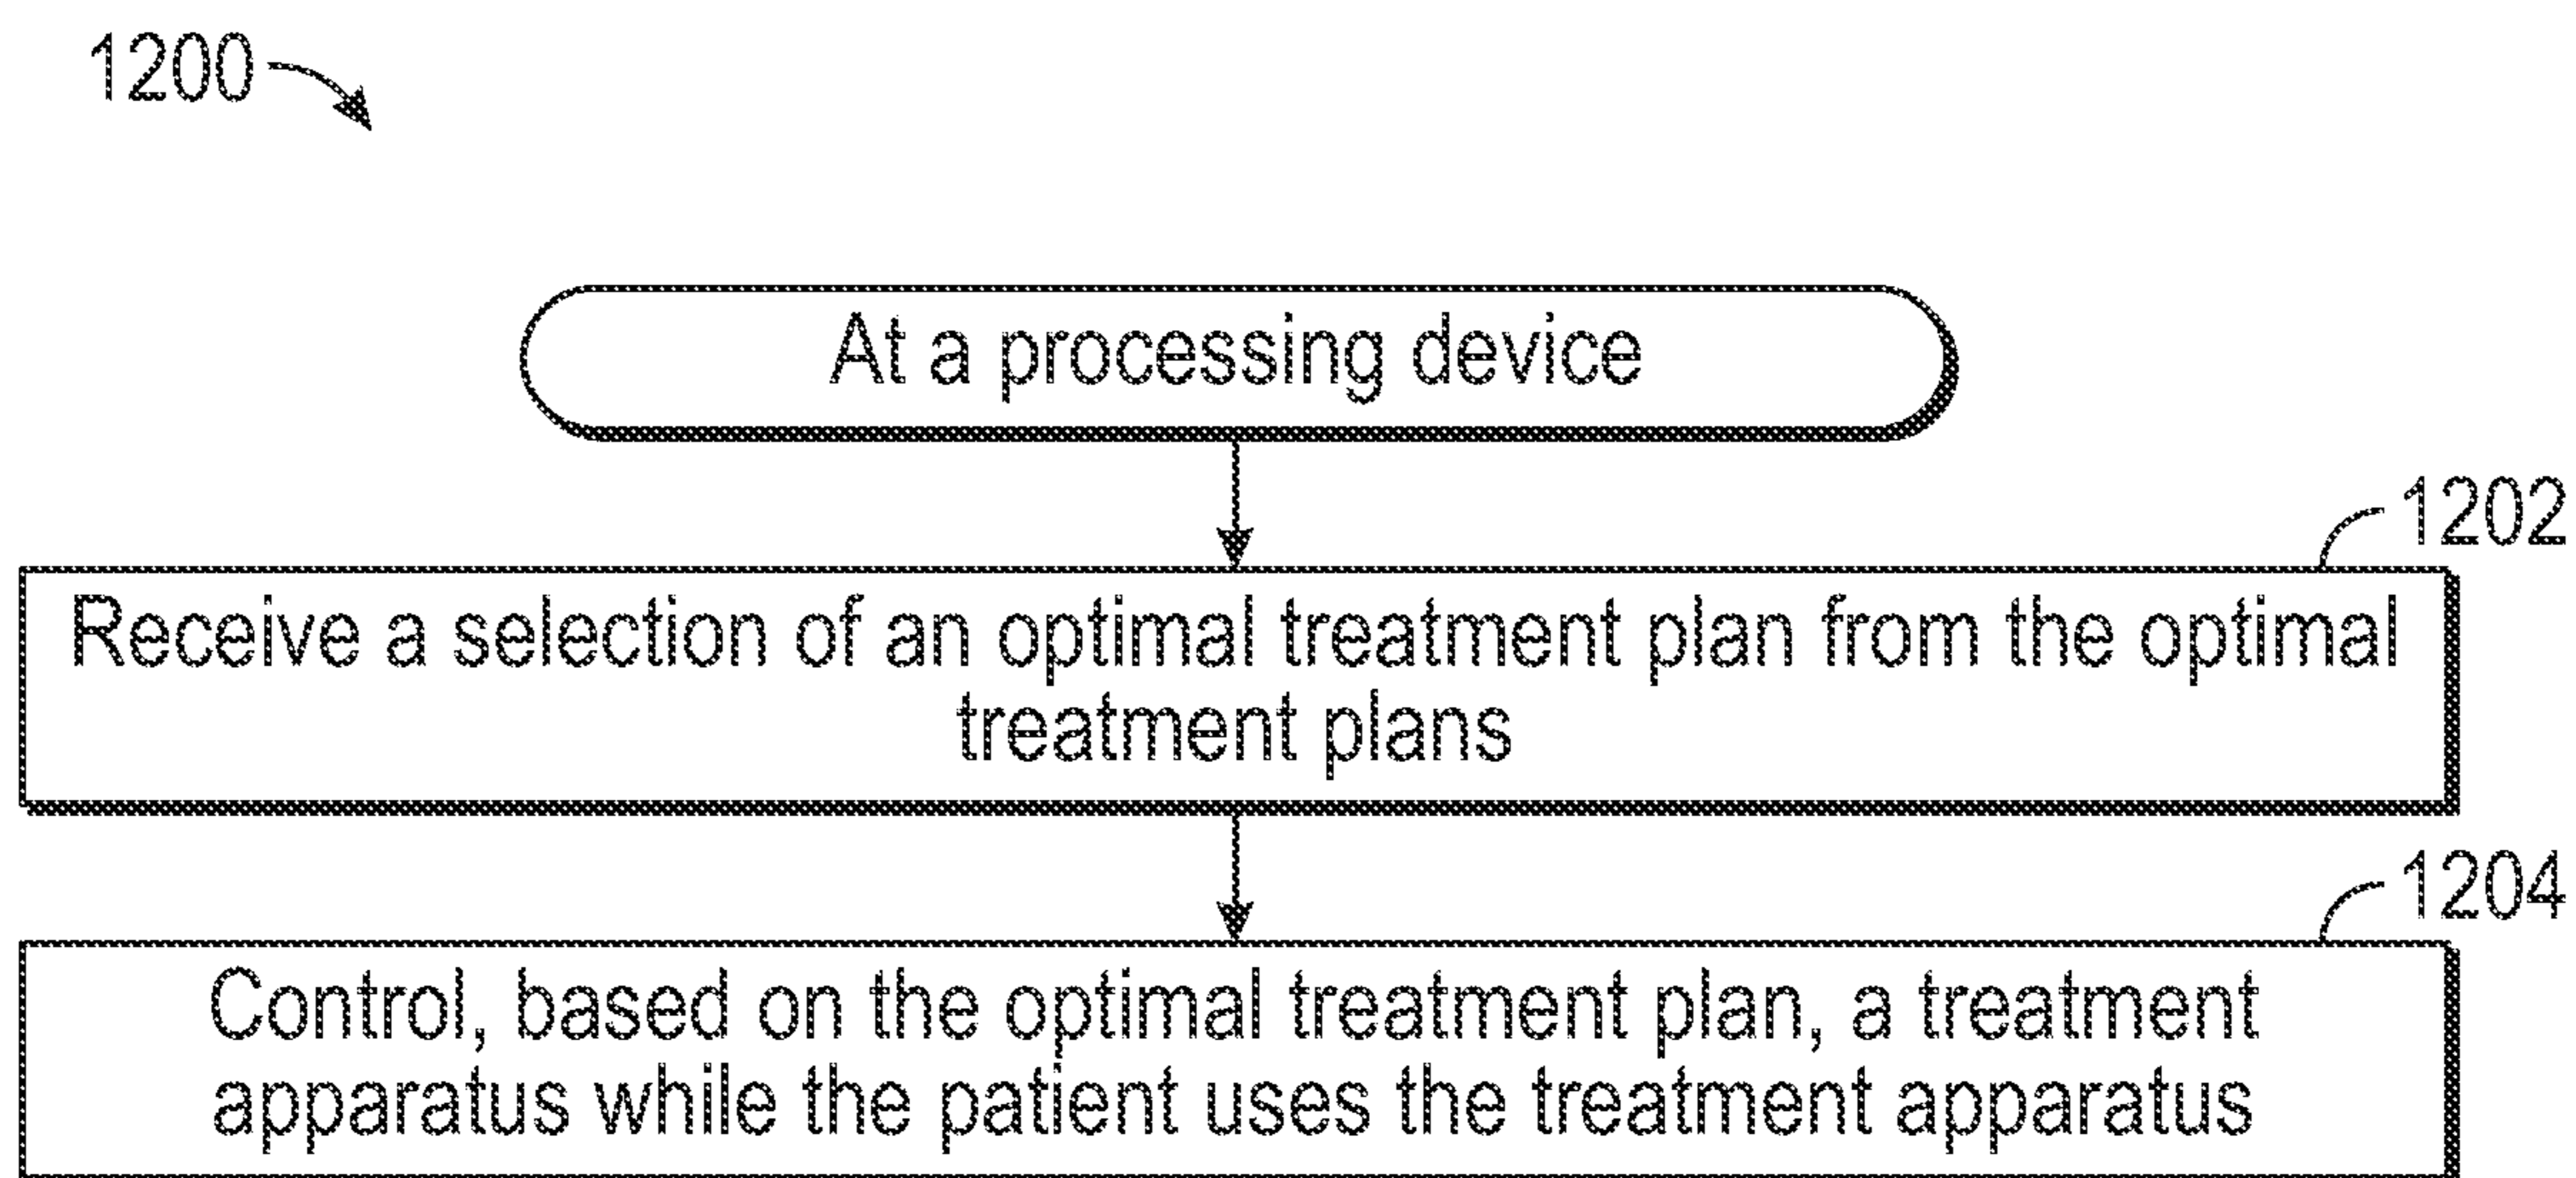 1200
At a processing device
1202
Receive a selection of an optimal treatment plan from the optimal
treatment plans
1204
Control, based on the optimal treatment plan, a treatment
apparatus while the patient uses the treatment apparatus